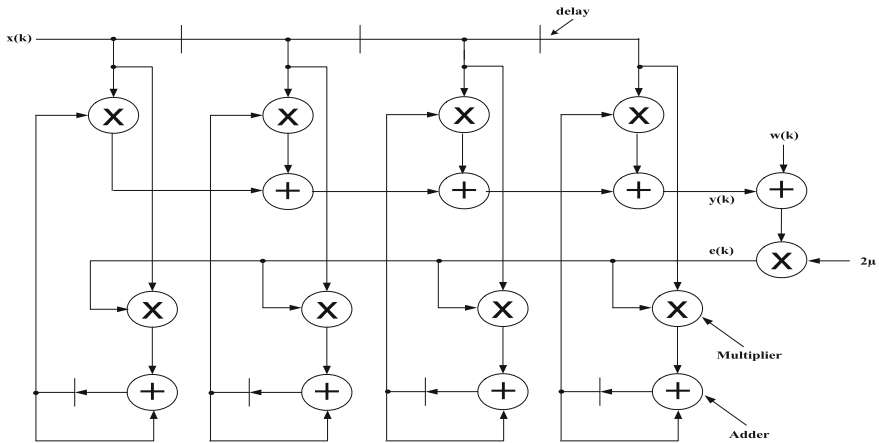 delay
x(k)
w(k)
y(k)
e(k)
2μ
Multiplier
Adder